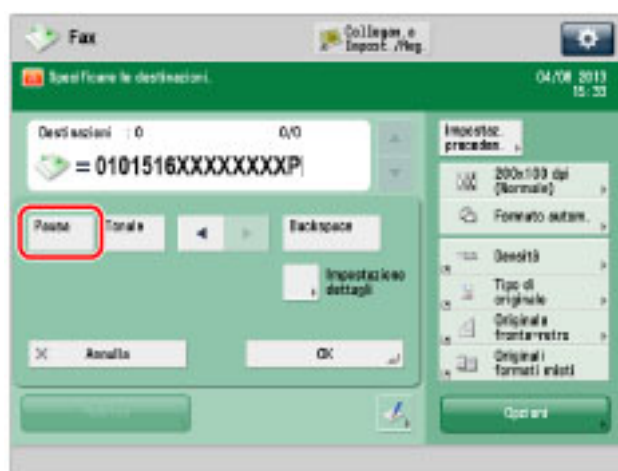 Fax
Collegam. e
Impost. /Reg.
Specificare le destinazioni.
04/06 2013
15:33
Destinazioni : 0
0/0
= 0101516XXXXXXXXP
Pausa
Tonale
Backspace
Impostazione
dettagli
Annulla
OK
Impostaz.
preceden.
200x100 dpi
(Normale)
Formato autom.
Densità
Tipo di
originale
Originale
fronte-retro
Originali
formati misti
Opzioni